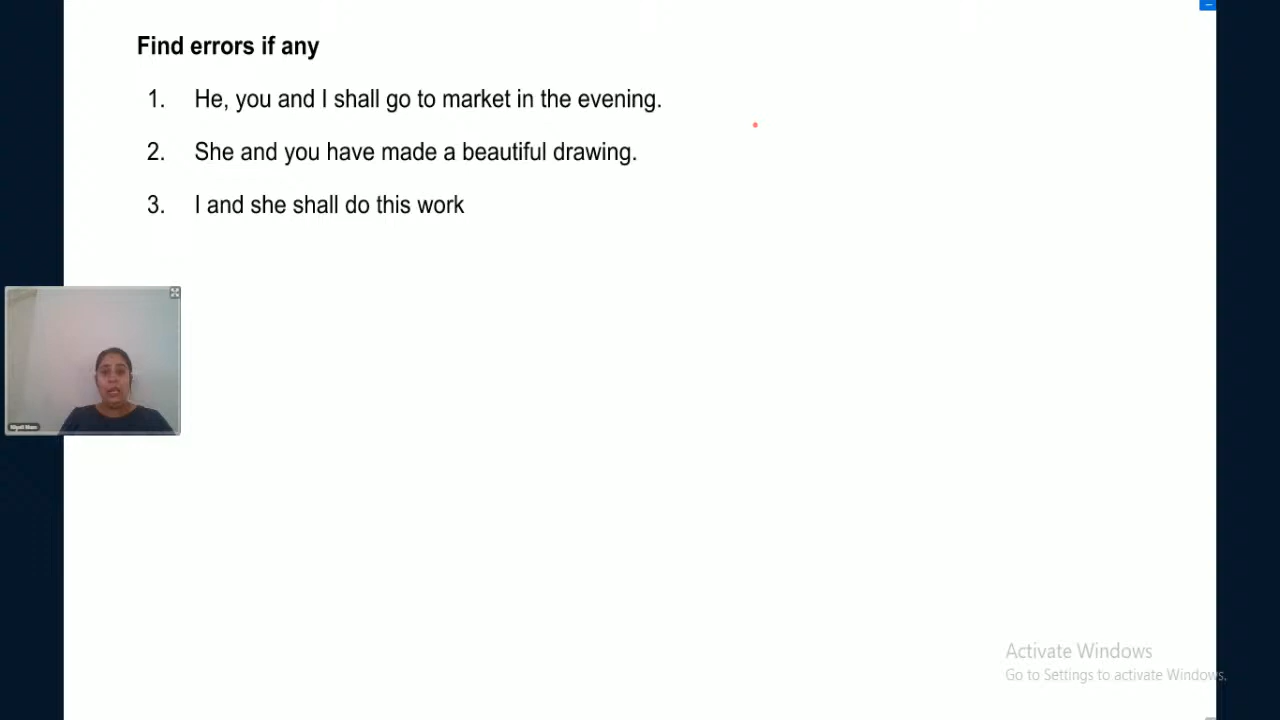 Find errors if any
1. He, you and I shall go to market in the evening.
2. She and you have made a beautiful drawing.
3. I and she shall do this work
Activate Windows
Go to Settings to activate Windows.